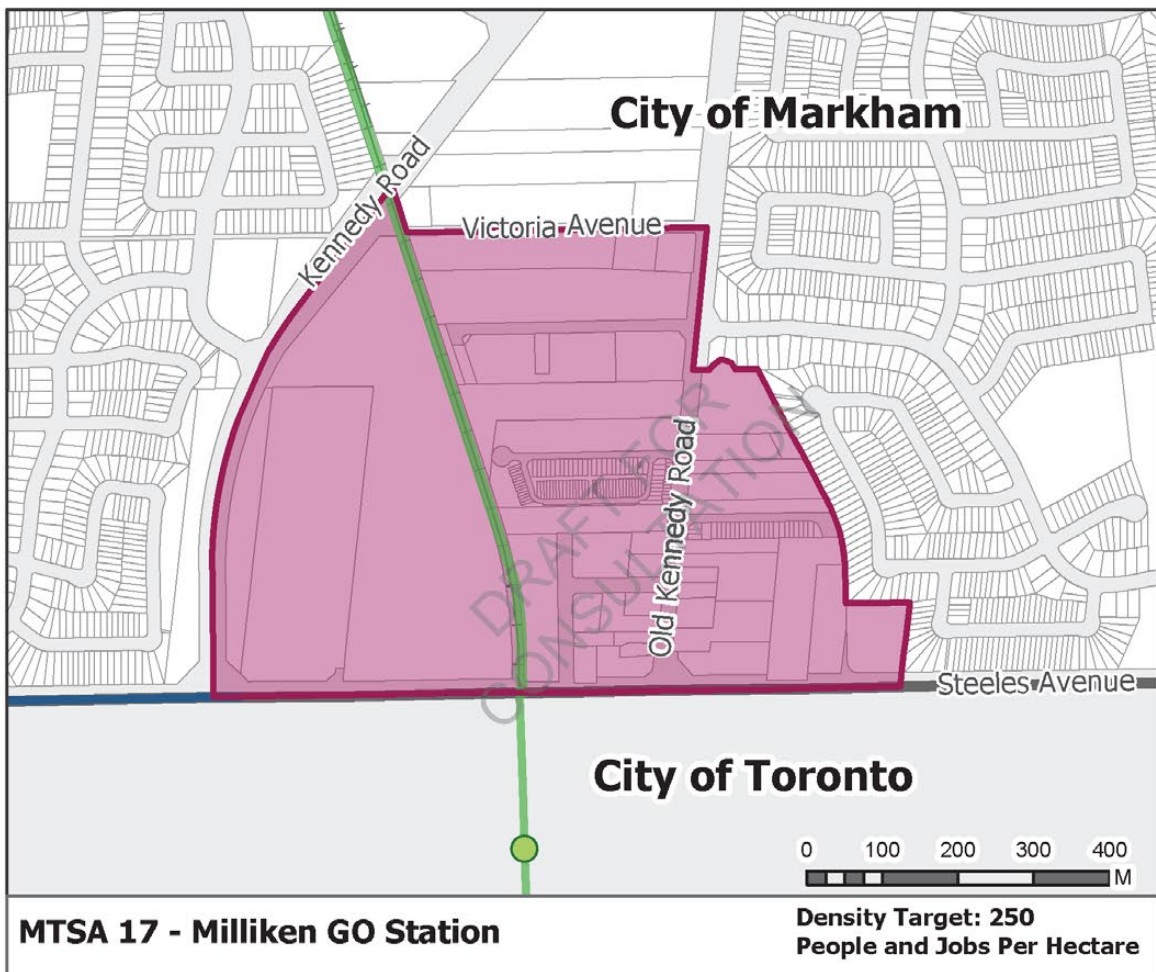 City of Markham
Kennedy Road
Victoria Avenue
DRAFT FOR
CONSULTATION
Old Kennedy Road
Steeles Avenue
City of Toronto
0 100 200 300 400
M
MTSA 17 - Milliken GO Station
Density Target: 250
People and Jobs Per Hectare